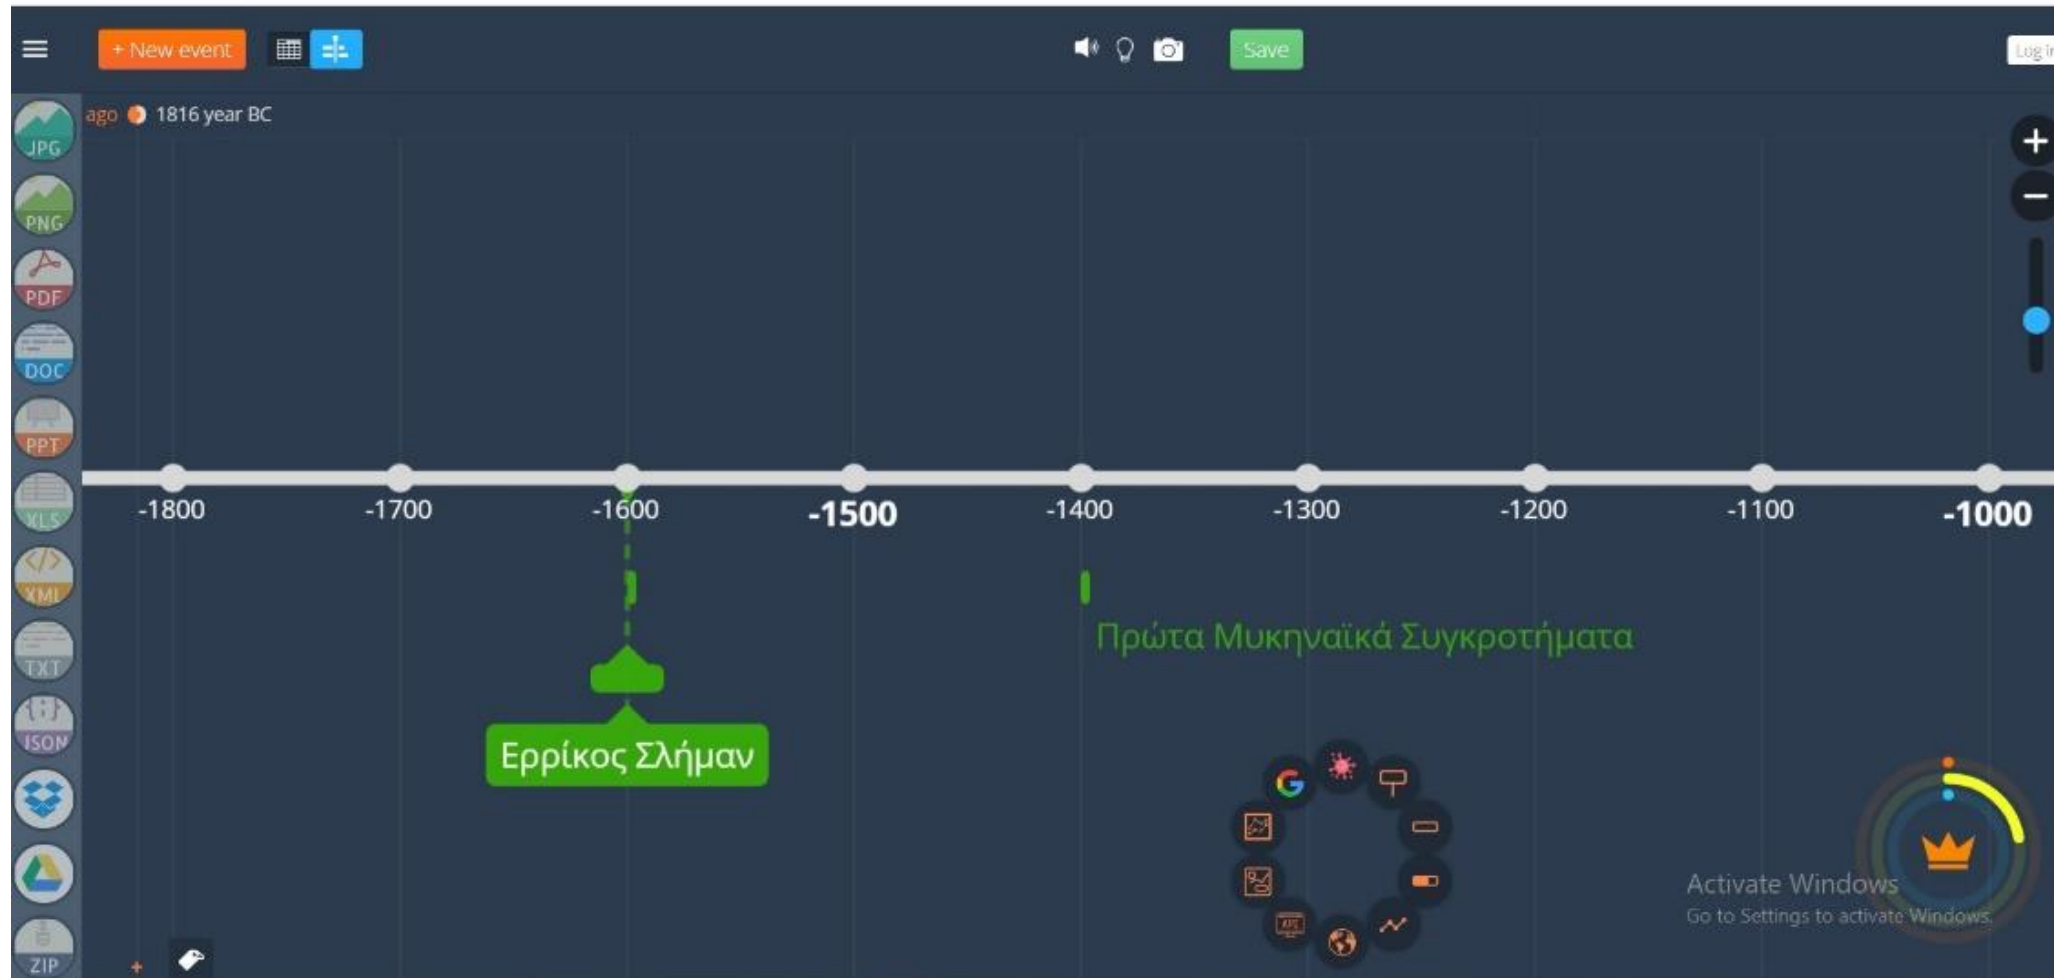 + New event
Save
Log in
ago 1816 year BC
JPG
PNG
PDF
DOC
PPT
XLS
XML
TXT
{;}
JSON
ZIP
-1800 -1700 -1600 -1500 -1400 -1300 -1200 -1100 -1000
Πρώτα Μυκηναϊκά Συγκροτήματα
Ερρίκος Σλήμαν
Activate Windows
Go to Settings to activate Windows.